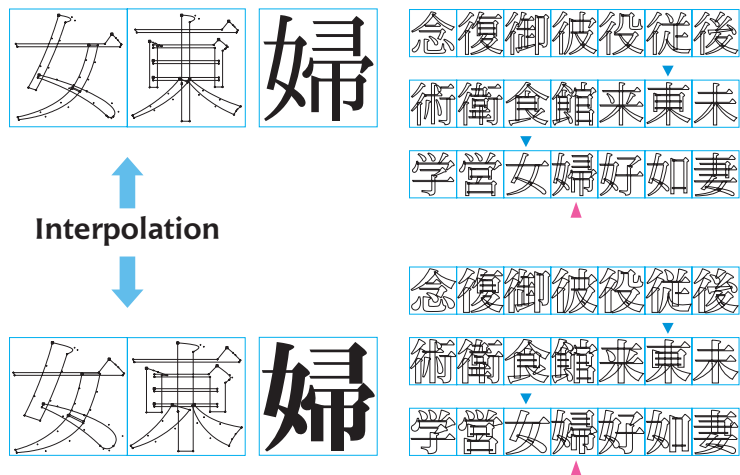 女東婦
念復御彼役従後
術衛食館来東未
学営女婦好如妻
Interpolation
女東婦
念復御彼役従後
術衛食館来東未
学営女婦好如妻